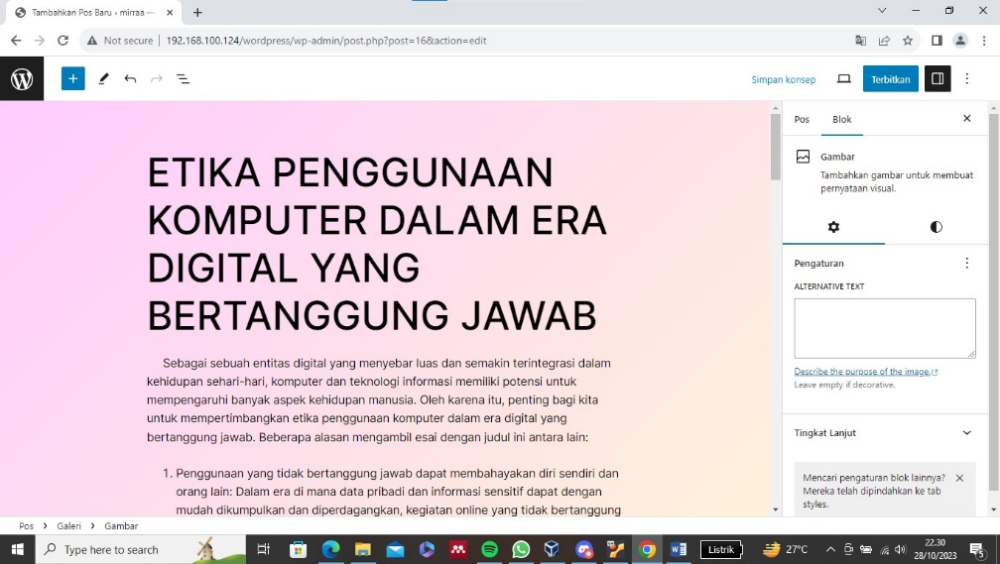 Tambahkan Pos Baru ‹ mirraa —
Not secure
192.168.100.124/wordpress/wp-admin/post.php?post=16&action=edit
Simpan konsep
Terbitkan
ETIKA PENGGUNAAN
KOMPUTER DALAM ERA
DIGITAL YANG
BERTANGGUNG JAWAB
Sebagai sebuah entitas digital yang menyebar luas dan semakin terintegrasi dalam
kehidupan sehari-hari, komputer dan teknologi informasi memiliki potensi untuk
mempengaruhi banyak aspek kehidupan manusia. Oleh karena itu, penting bagi kita
untuk mempertimbangkan etika penggunaan komputer dalam era digital yang
bertanggung jawab. Beberapa alasan mengambil esai dengan judul ini antara lain:
1. Penggunaan yang tidak bertanggung jawab dapat membahayakan diri sendiri dan
orang lain: Dalam era di mana data pribadi dan informasi sensitif dapat dengan
mudah dikumpulkan dan diperdagangkan, kegiatan online yang tidak bertanggung
Pos
Blok
Gambar
Tambahkan gambar untuk membuat
pernyataan visual.
Pengaturan
ALTERNATIVE TEXT
Describe the purpose of the image.
Leave empty if decorative.
Tingkat Lanjut
Mencari pengaturan blok lainnya?
Mereka telah dipindahkan ke tab
styles.
Pos
Galeri
Gambar
Type here to search
Listrik
27°C
22.30
28/10/2023
5